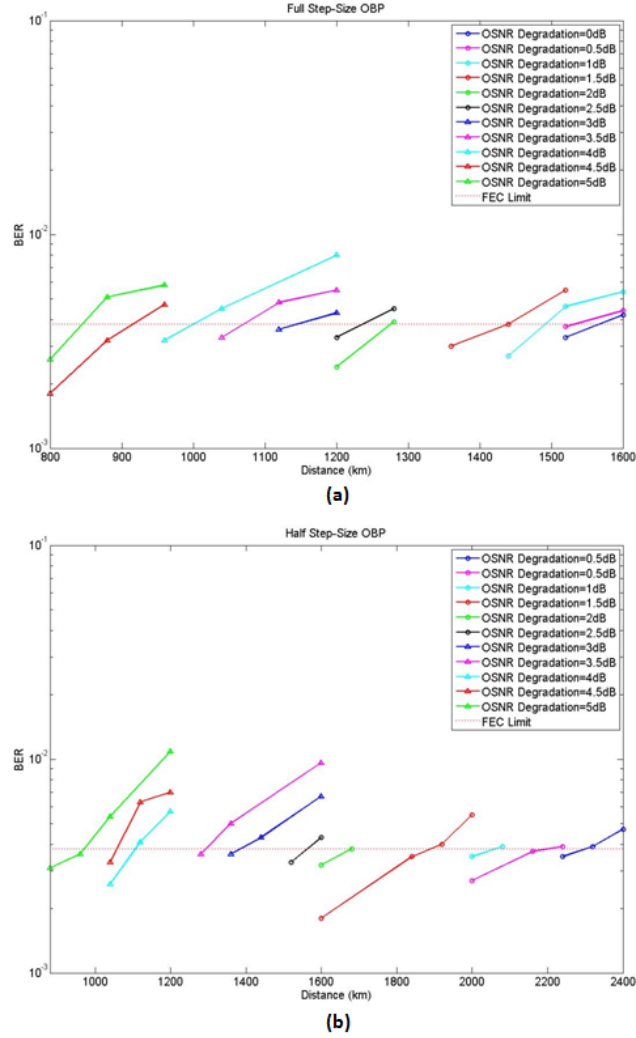 Full Step-Size OBP
10^-1
OSNR Degradation=0dB
OSNR Degradation=0.5dB
OSNR Degradation=1dB
OSNR Degradation=1.5dB
OSNR Degradation=2dB
OSNR Degradation=2.5dB
OSNR Degradation=3dB
OSNR Degradation=3.5dB
OSNR Degradation=4dB
OSNR Degradation=4.5dB
OSNR Degradation=5dB
FEC Limit
BER
10^-2
10^-3
800 900 1000 1100 1200 1300 1400 1500 1600
Distance (km)
(a)
Half Step-Size OBP
10^-1
OSNR Degradation=0.5dB
OSNR Degradation=0.5dB
OSNR Degradation=1dB
OSNR Degradation=1.5dB
OSNR Degradation=2dB
OSNR Degradation=2.5dB
OSNR Degradation=3dB
OSNR Degradation=3.5dB
OSNR Degradation=4dB
OSNR Degradation=4.5dB
OSNR Degradation=5dB
FEC Limit
BER
10^-2
10^-3
1000 1200 1400 1600 1800 2000 2200 2400
Distance (km)
(b)